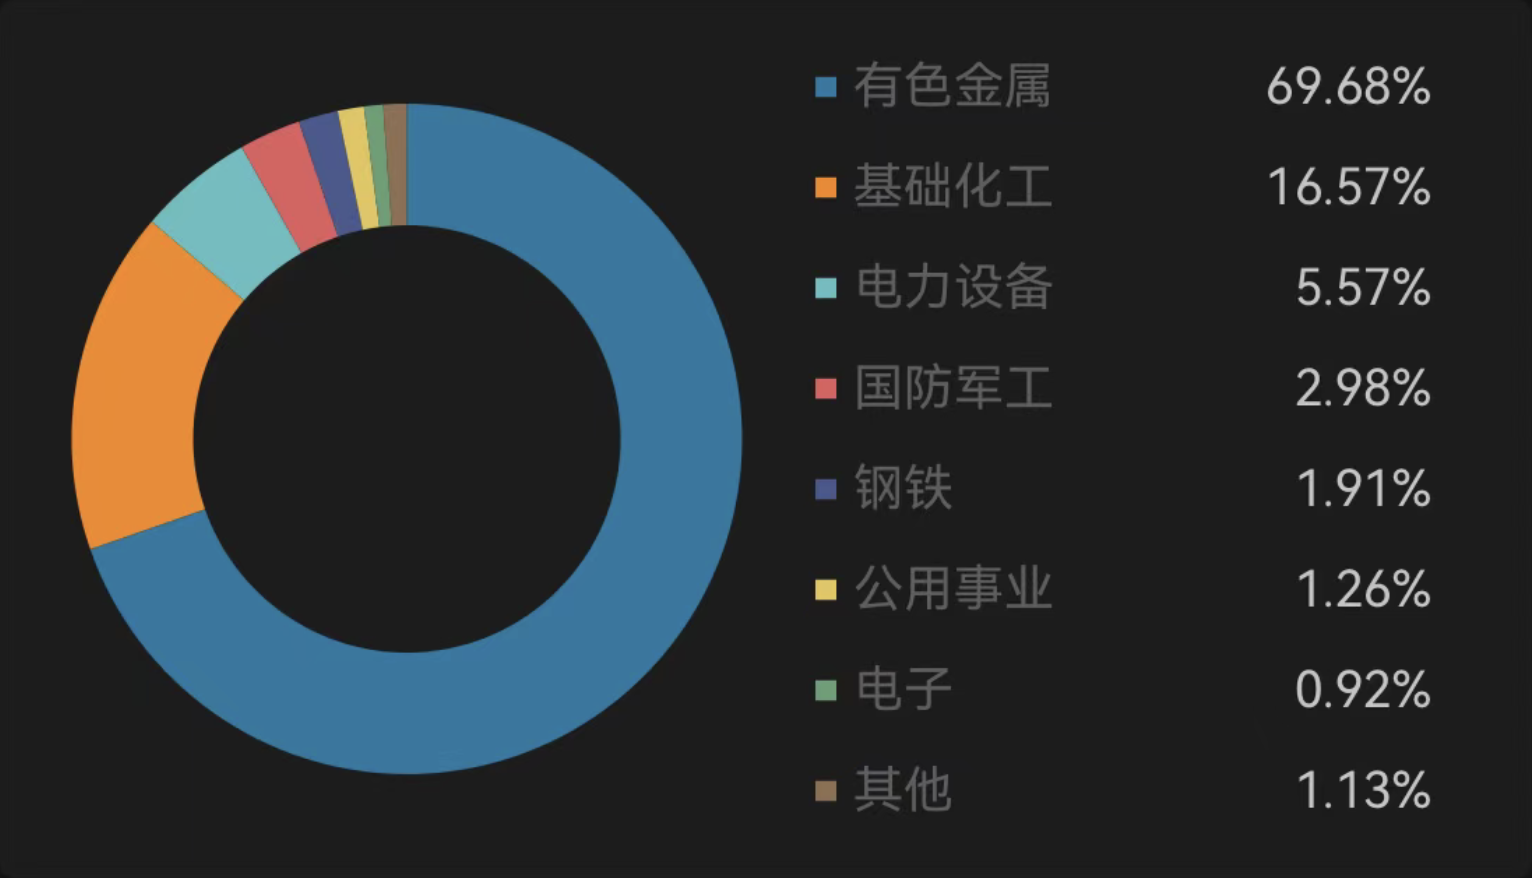 有色金属 69.68%
基础化工 16.57%
电力设备 5.57%
国防军工 2.98%
钢铁 1.91%
公用事业 1.26%
电子 0.92%
其他 1.13%